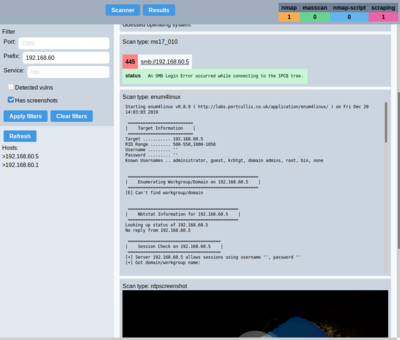 Scanner
Results
nmap masscan nmap-script scraping
1 0 0 1
Filter
Port:
Prefix: 192.168.60
Service:
Detected vulns
Has screenshots
Apply filters
Clear filters
Refresh
Hosts:
>192.168.60.5
>192.168.60.1
Guessed operating system:
Scan type: ms17_010
445 smb://192.168.60.5
status An SMB Login Error occurred while connecting to the IPC$ tree.
Scan type: enum4linux
Starting enum4linux v0.8.9 ( http://labs.portcullis.co.uk/application/enum4linux/ ) on Fri Dec 20
14:03:03 2019
| Target Information |
Target ........... 192.168.60.5
RID Range ........ 500-550,1000-1050
Username ......... ''
Password ......... ''
Known Usernames .. administrator, guest, krbtgt, domain admins, root, bin, none
| Enumerating Workgroup/Domain on 192.168.60.5 |
[E] Can't find workgroup/domain
| Nbtstat Information for 192.168.60.5 |
Looking up status of 192.168.60.5
No reply from 192.168.60.5
| Session Check on 192.168.60.5 |
[+] Server 192.168.60.5 allows sessions using username '', password ''
[+] Got domain/workgroup name:
Scan type: rdpscreenshot